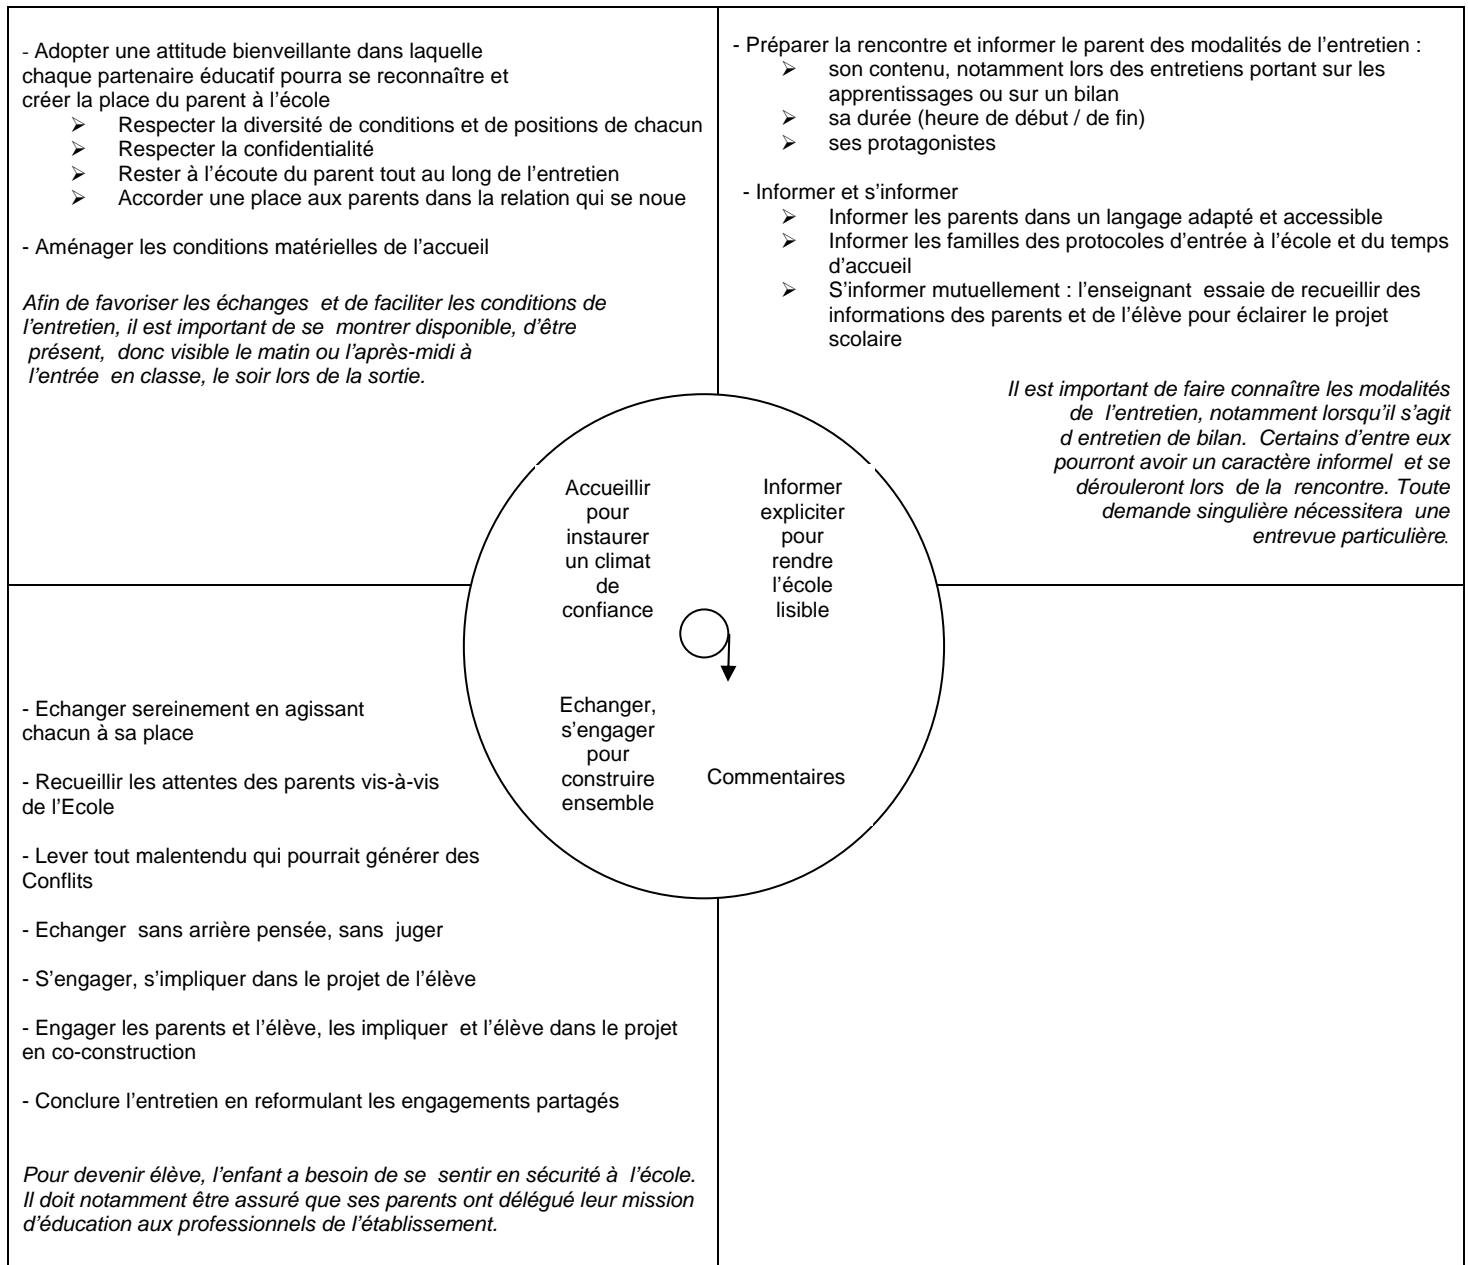 - Adopter une attitude bienveillante dans laquelle
chaque partenaire éducatif pourra se reconnaître et
créer la place du parent à l'école
➢ Respecter la diversité de conditions et de positions de chacun
➢ Respecter la confidentialité
➢ Rester à l'écoute du parent tout au long de l'entretien
➢ Accorder une place aux parents dans la relation qui se noue
- Aménager les conditions matérielles de l'accueil
Afin de favoriser les échanges et de faciliter les conditions de
l'entretien, il est important de se montrer disponible, d'être
présent, donc visible le matin ou l'après-midi à
l'entrée en classe, le soir lors de la sortie.
- Préparer la rencontre et informer le parent des modalités de l'entretien :
➢ son contenu, notamment lors des entretiens portant sur les
apprentissages ou sur un bilan
➢ sa durée (heure de début / de fin)
➢ ses protagonistes
- Informer et s'informer
➢ Informer les parents dans un langage adapté et accessible
➢ Informer les familles des protocoles d'entrée à l'école et du temps
d'accueil
➢ S'informer mutuellement : l'enseignant essaie de recueillir des
informations des parents et de l'élève pour éclairer le projet
scolaire
Il est important de faire connaître les modalités
de l'entretien, notamment lorsqu'il s'agit
d entretien de bilan. Certains d'entre eux
pourront avoir un caractère informel et se
dérouleront lors de la rencontre. Toute
demande singulière nécessitera une
entrevue particulière.
Accueillir
pour
instaurer
un climat
de
confiance
Informer
expliciter
pour
rendre
l'école
lisible
Echanger,
s'engager
pour
construire
ensemble
Commentaires
- Echanger sereinement en agissant
chacun à sa place
- Recueillir les attentes des parents vis-à-vis
de l'Ecole
- Lever tout malentendu qui pourrait générer des
Conflits
- Echanger sans arrière pensée, sans juger
- S'engager, s'impliquer dans le projet de l'élève
- Engager les parents et l'élève, les impliquer et l'élève dans le projet
en co-construction
- Conclure l'entretien en reformulant les engagements partagés
Pour devenir élève, l'enfant a besoin de se sentir en sécurité à l'école.
Il doit notamment être assuré que ses parents ont délégué leur mission
d'éducation aux professionnels de l'établissement.